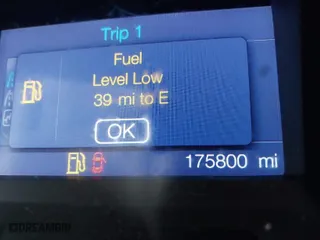 Trip 1
Fuel
Level Low
39 mi to E
OK
175800 mi